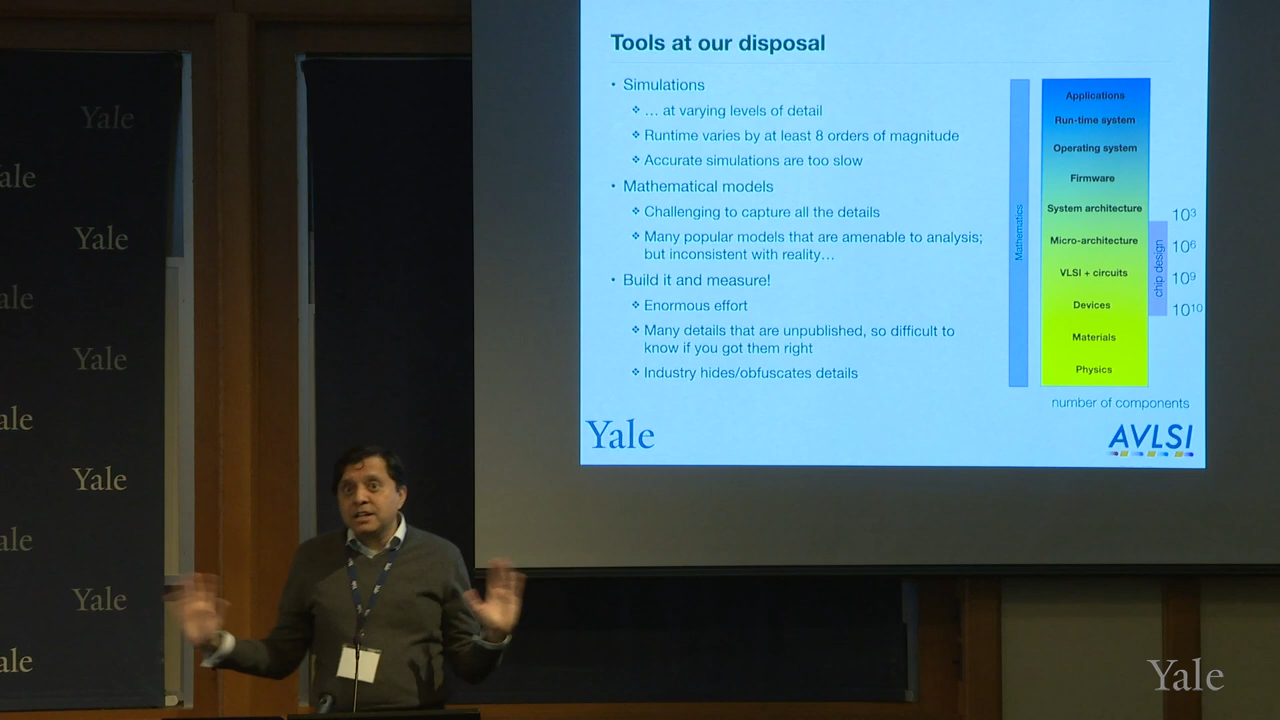 Tools at our disposal
• Simulations
❖ … at varying levels of detail
❖ Runtime varies by at least 8 orders of magnitude
❖ Accurate simulations are too slow
• Mathematical models
❖ Challenging to capture all the details
❖ Many popular models that are amenable to analysis;
but inconsistent with reality…
• Build it and measure!
❖ Enormous effort
❖ Many details that are unpublished, so difficult to
know if you got them right
❖ Industry hides/obfuscates details
Mathematics
Applications
Run-time system
Operating system
Firmware
System architecture
Micro-architecture
VLSI + circuits
Devices
Materials
Physics
chip design
10³
10⁶
10⁹
10¹⁰
number of components
Yale
AVLSI
Yale
ale
Yale
ale
Yale
ale
Yale
ale
Yale
ale
Yale